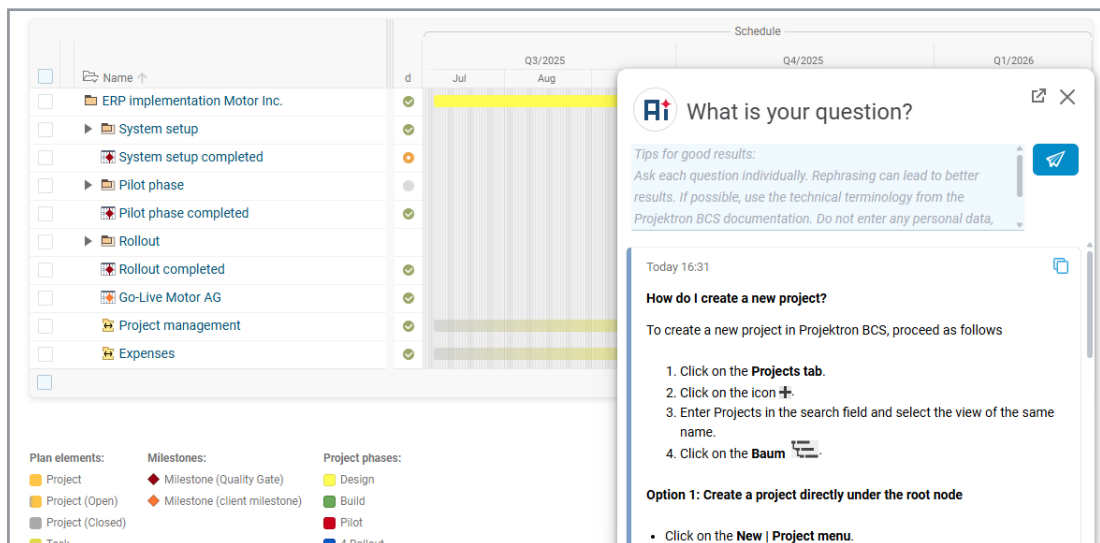 Schedule
Q3/2025
Q4/2025
Q1/2026
Name
d
Jul
Aug
ERP implementation Motor Inc.
System setup
System setup completed
Pilot phase
Pilot phase completed
Rollout
Rollout completed
Go-Live Motor AG
Project management
Expenses
Plan elements:
Project
Project (Open)
Project (Closed)
Task
Milestones:
Milestone (Quality Gate)
Milestone (client milestone)
Project phases:
Design
Build
Pilot
4 Rollout
Ai
What is your question?
Tips for good results:
Ask each question individually. Rephrasing can lead to better
results. If possible, use the technical terminology from the
Projektron BCS documentation. Do not enter any personal data,
Today 16:31
How do I create a new project?
To create a new project in Projektron BCS, proceed as follows
1. Click on the Projects tab.
2. Click on the icon .
3. Enter Projects in the search field and select the view of the same
name.
4. Click on the Baum .
Option 1: Create a project directly under the root node
• Click on the New | Project menu.